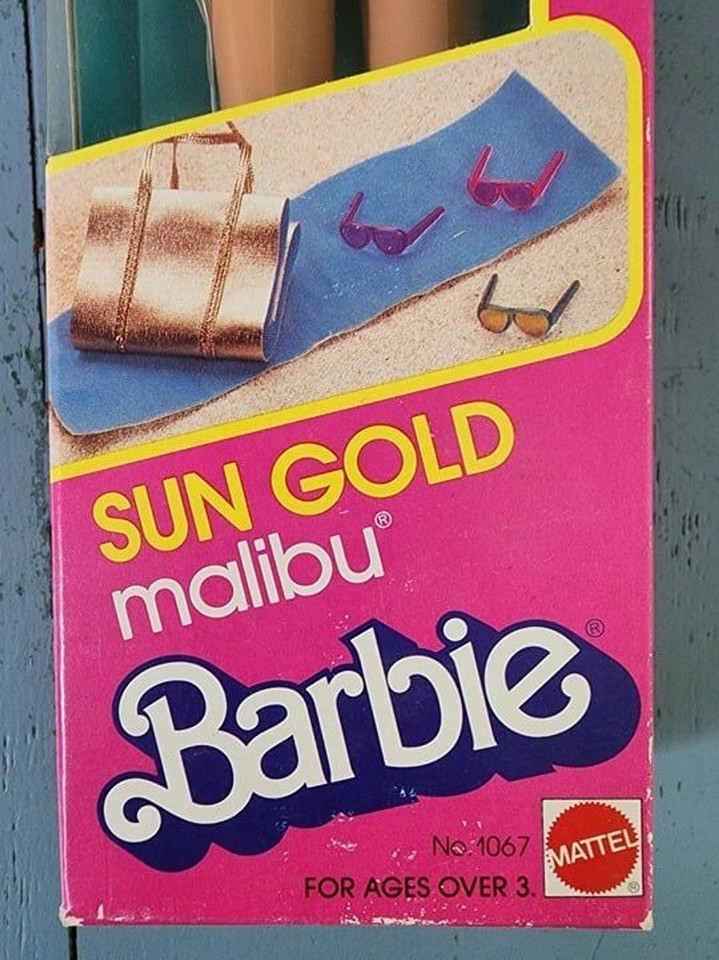 SUN GOLD
malibu®
Barbie®
No. 1067
FOR AGES OVER 3.
MATTEL
®